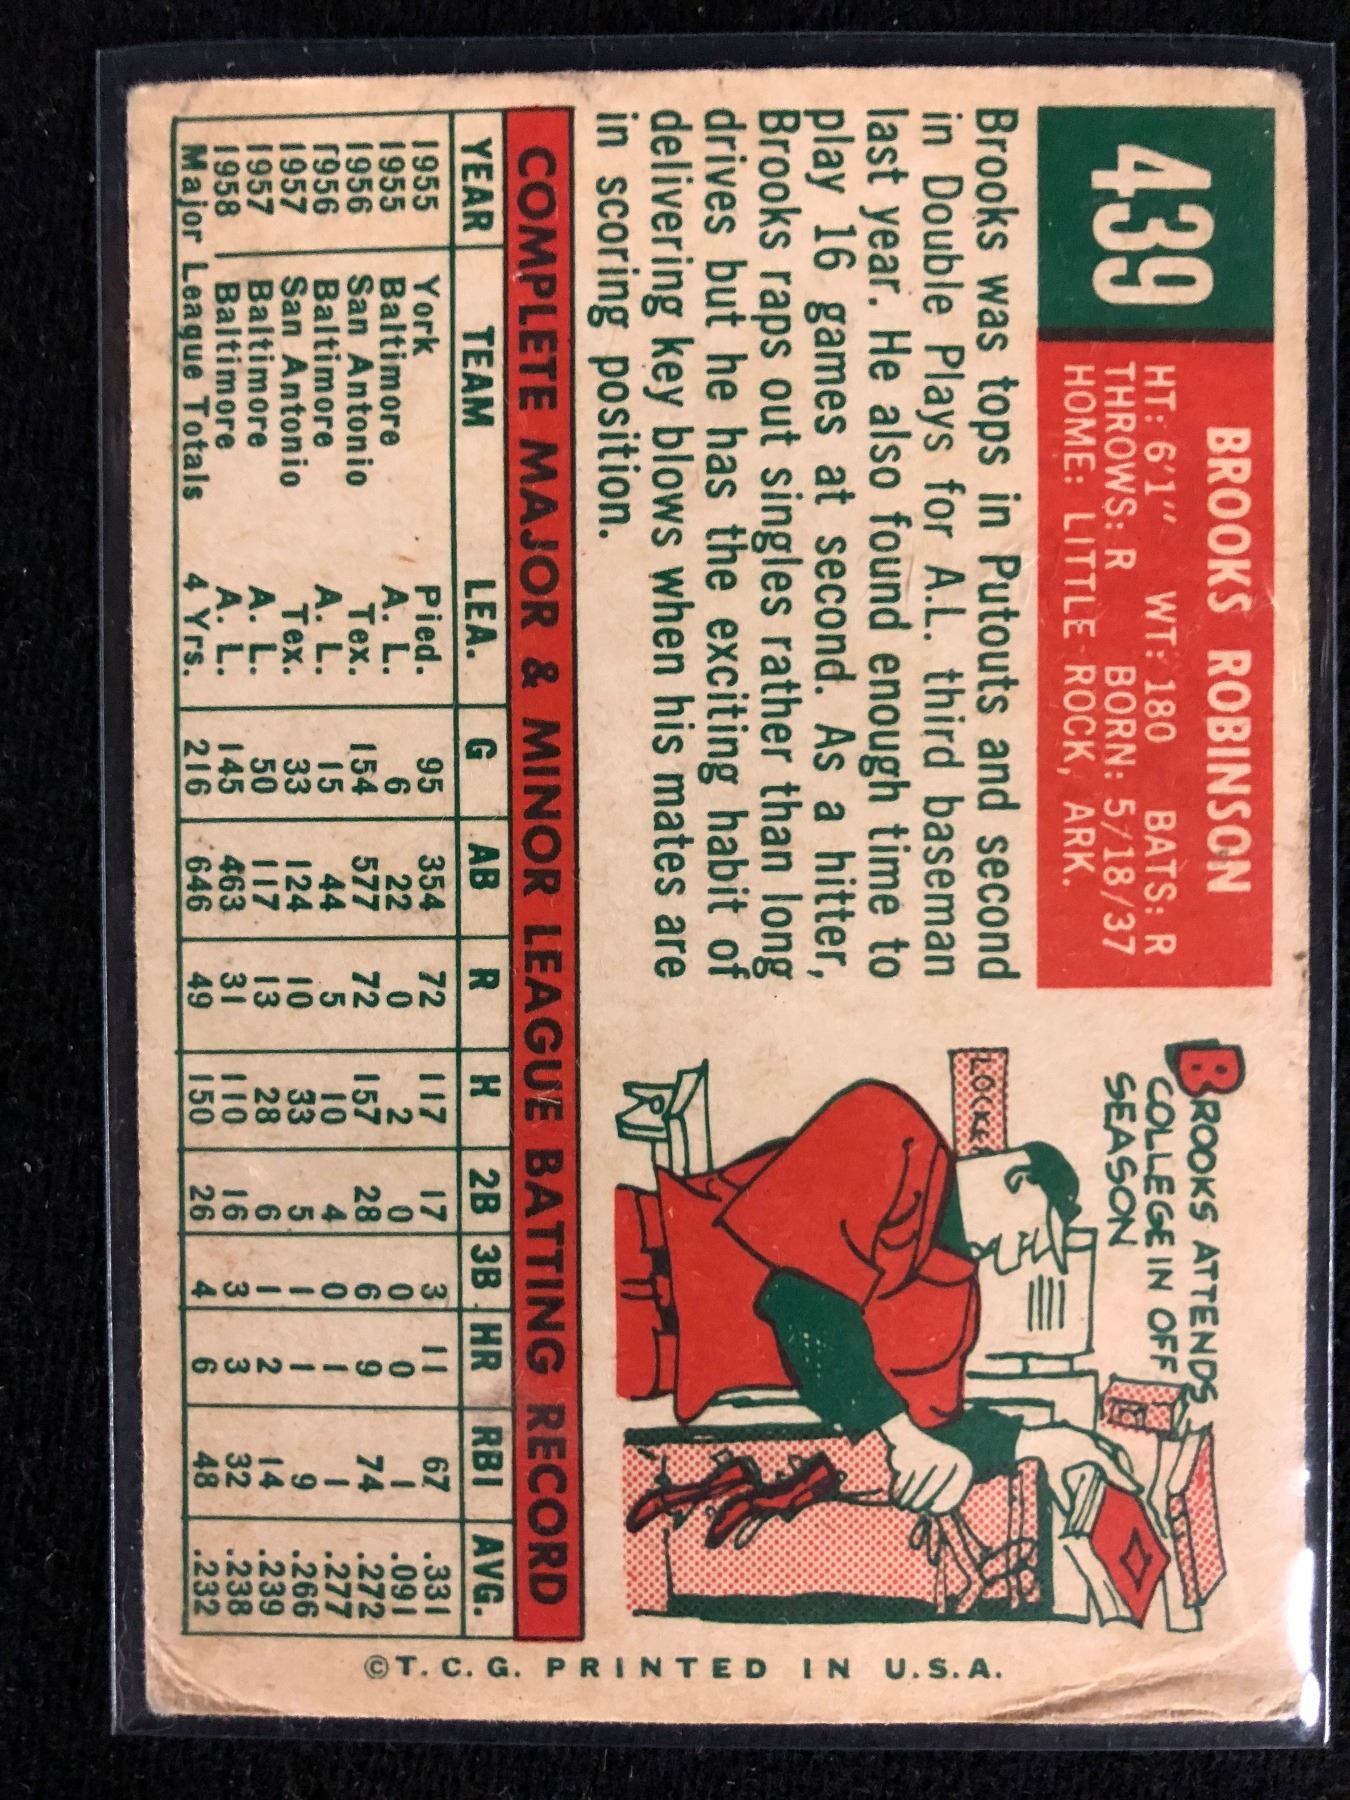 439
BROOKS ROBINSON
HT: 6'1" WT: 180 BATS: R
THROWS: R BORN: 5/18/37
HOME: LITTLE ROCK, ARK.
Brooks was tops in Putouts and second
in Double Plays for A.L. third baseman
last year. He also found enough time to
play 16 games at second. As a hitter,
Brooks raps out singles rather than long
drives but he has the exciting habit of
delivering key blows when his mates are
in scoring position.
BROOKS ATTENDS
COLLEGE IN OFF
SEASON
LOCKE
COMPLETE MAJOR & MINOR LEAGUE BATTING RECORD
YEAR TEAM LEA. G AB R H 2B 3B HR RBI AVG.
1955 York Pied. 95 354 72 117 17 3 11 67 .331
1955 Baltimore A. L. 6 22 0 2 0 0 0 1 .091
1956 San Antonio Tex. 154 577 72 157 28 6 9 74 .272
1956 Baltimore A. L. 15 44 5 10 4 0 1 1 .277
1957 San Antonio Tex. 33 124 10 33 5 1 1 9 .266
1957 Baltimore A. L. 50 117 13 28 6 1 2 14 .239
1958 Baltimore A. L. 145 463 31 110 16 3 3 32 .238
Major League Totals 4 Yrs. 216 646 49 150 26 4 6 48 .232
©T. C. G. PRINTED IN U.S.A.